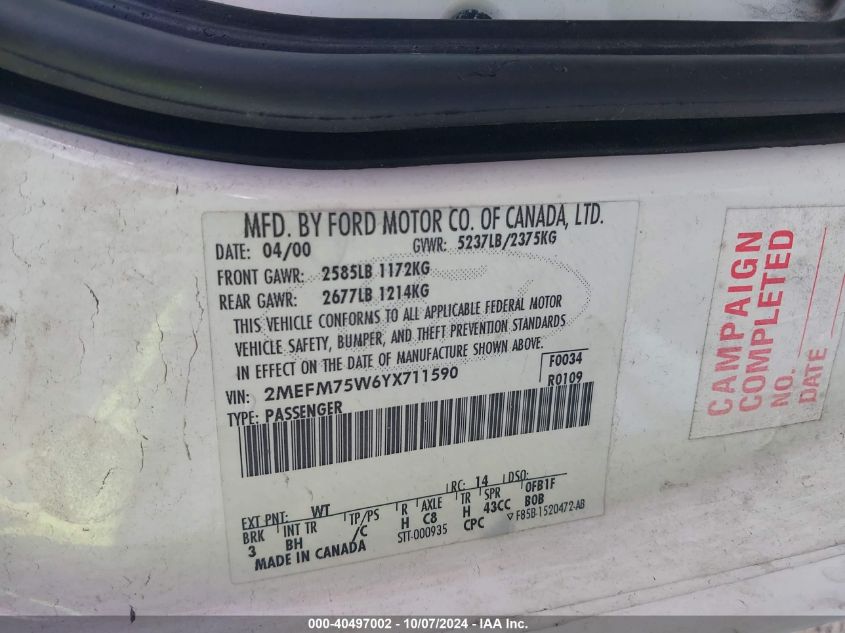 MFD. BY FORD MOTOR CO. OF CANADA, LTD.
DATE: 04/00 GVWR: 5237LB/2375KG
FRONT GAWR: 2585LB 1172KG
REAR GAWR: 2677LB 1214KG
THIS VEHICLE CONFORMS TO ALL APPLICABLE FEDERAL MOTOR
VEHICLE SAFETY, BUMPER, AND THEFT PREVENTION STANDARDS
IN EFFECT ON THE DATE OF MANUFACTURE SHOWN ABOVE.
VIN: 2MEFM75W6YX711590 F0034
TYPE: PASSENGER R0109
RC: 14 DSO:
EXT PNT: WT 0FB1F
BRK INT TR TP/PS R AXLE TR SPR
3 BH /C H C8 H 43CC BOB
MADE IN CANADA STT-000935 CPC F85B-1520472-AB
CAMPAIGN
COMPLETED
NO.
DATE
000-40497002 - 10/07/2024 - IAA Inc.